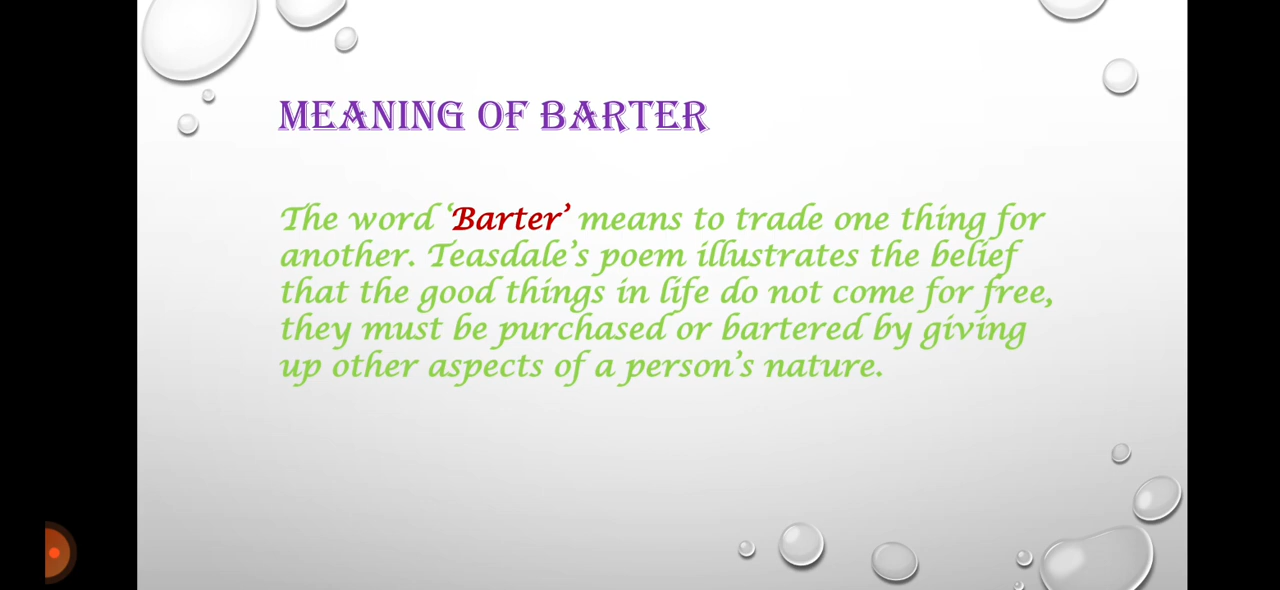 MEANING OF BARTER
The word ‘Barter’ means to trade one thing for
another. Teasdale’s poem illustrates the belief
that the good things in life do not come for free,
they must be purchased or bartered by giving
up other aspects of a person’s nature.